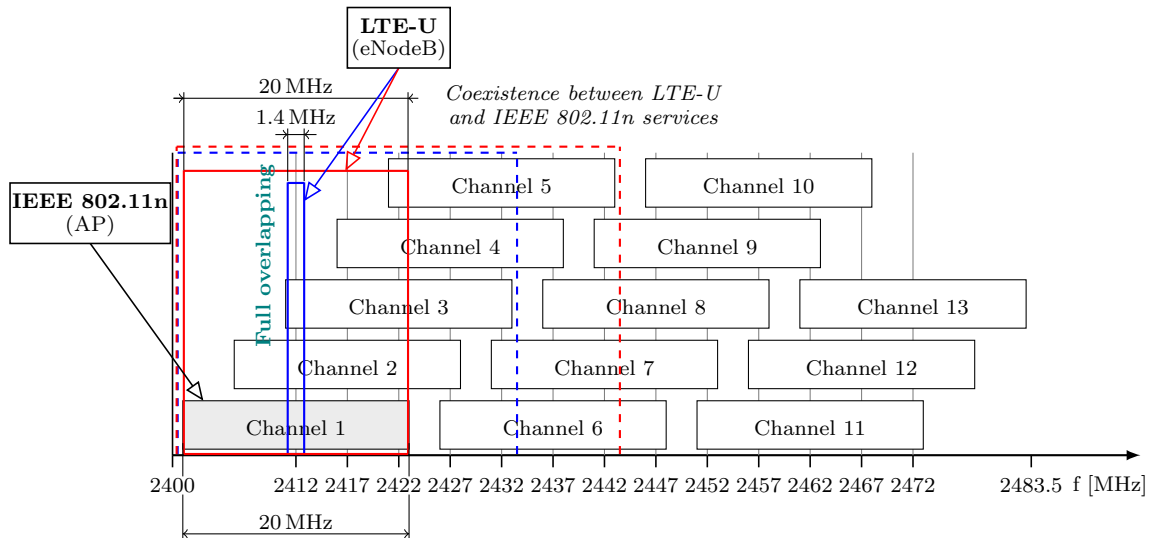 LTE-U
(eNodeB)
20 MHz
Coexistence between LTE-U
and IEEE 802.11n services
1.4 MHz
Full overlapping
IEEE 802.11n
(AP)
Channel 5
Channel 10
Channel 4
Channel 9
Channel 3
Channel 8
Channel 13
Channel 2
Channel 7
Channel 12
Channel 1
Channel 6
Channel 11
2400 2412 2417 2422 2427 2432 2437 2442 2447 2452 2457 2462 2467 2472 2483.5 f [MHz]
20 MHz